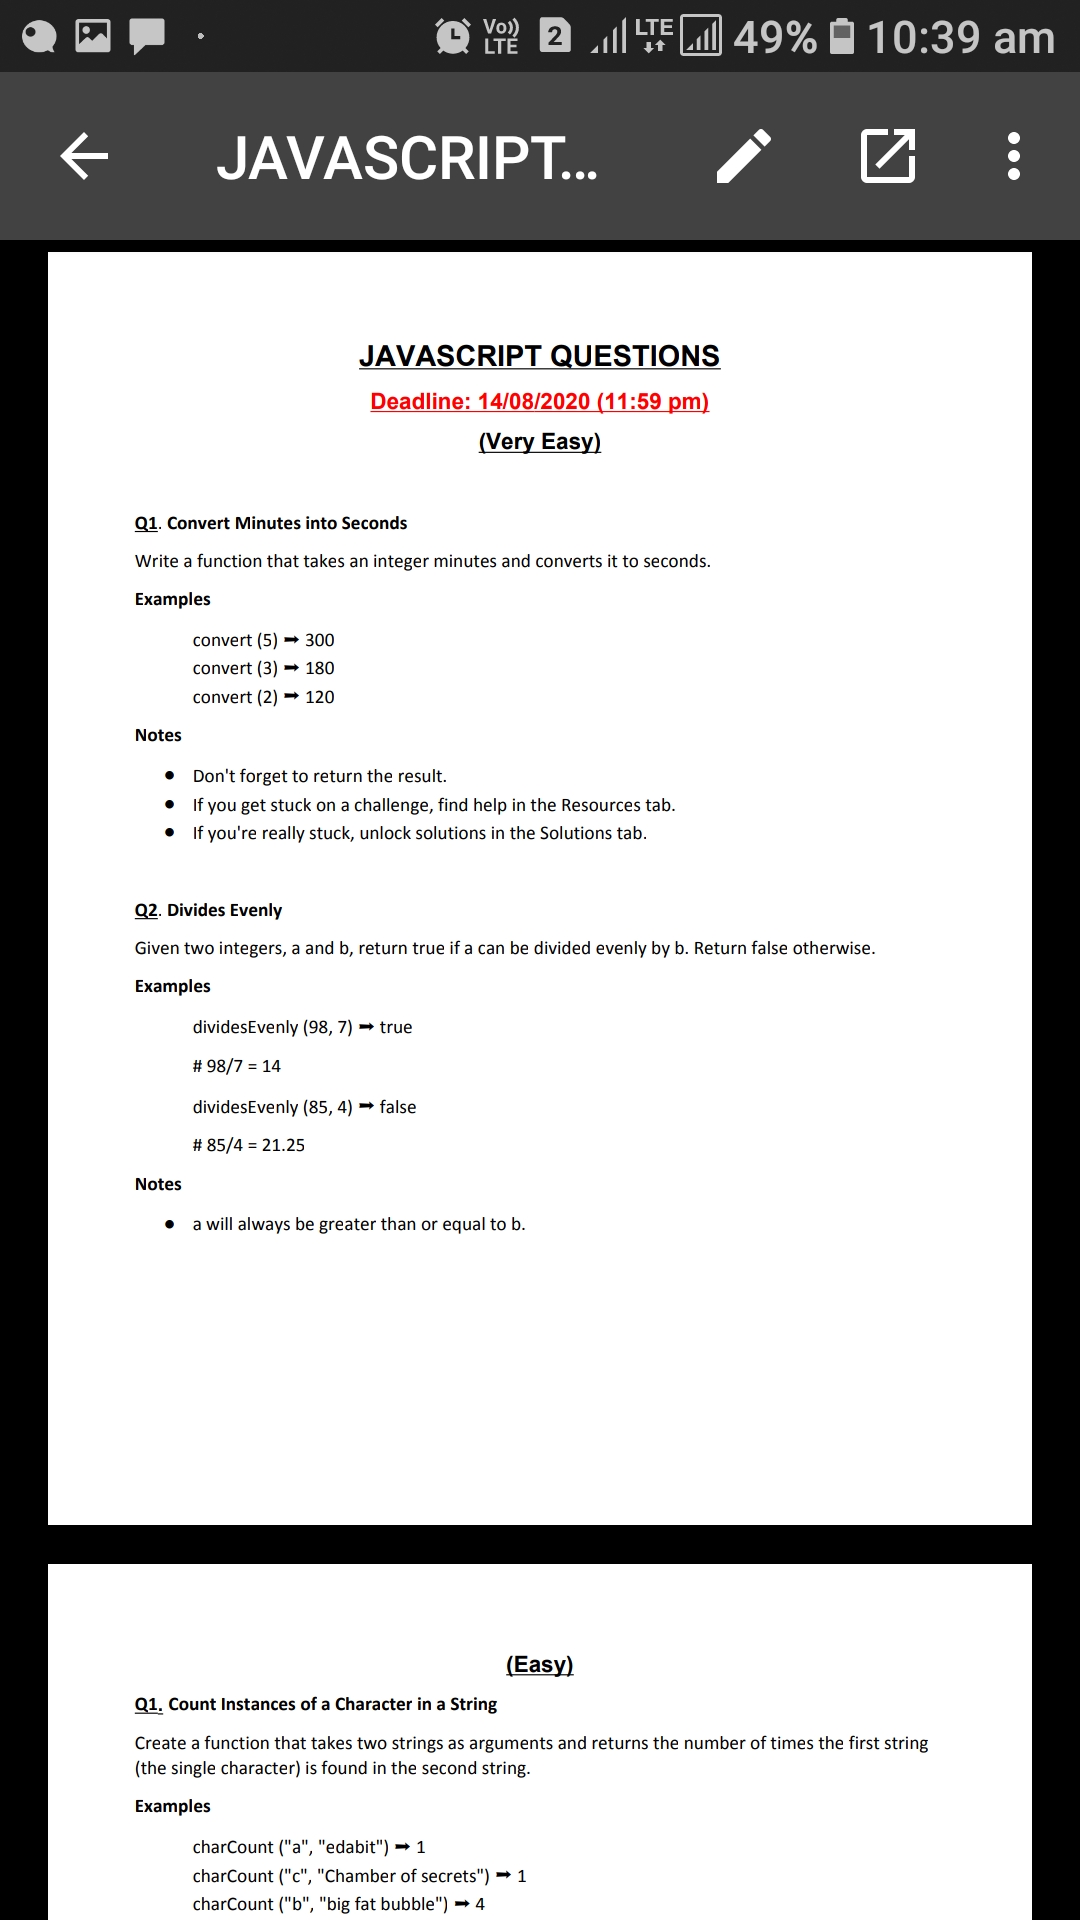 Vo)) LTE 2 LTE 49% 10:39 am
JAVASCRIPT...
JAVASCRIPT QUESTIONS
Deadline: 14/08/2020 (11:59 pm)
(Very Easy)
Q1. Convert Minutes into Seconds
Write a function that takes an integer minutes and converts it to seconds.
Examples
convert (5) ➡ 300
convert (3) ➡ 180
convert (2) ➡ 120
Notes
● Don't forget to return the result.
● If you get stuck on a challenge, find help in the Resources tab.
● If you're really stuck, unlock solutions in the Solutions tab.
Q2. Divides Evenly
Given two integers, a and b, return true if a can be divided evenly by b. Return false otherwise.
Examples
dividesEvenly (98, 7) ➡ true
# 98/7 = 14
dividesEvenly (85, 4) ➡ false
# 85/4 = 21.25
Notes
● a will always be greater than or equal to b.
(Easy)
Q1. Count Instances of a Character in a String
Create a function that takes two strings as arguments and returns the number of times the first string
(the single character) is found in the second string.
Examples
charCount ("a", "edabit") ➡ 1
charCount ("c", "Chamber of secrets") ➡ 1
charCount ("b", "big fat bubble") ➡ 4